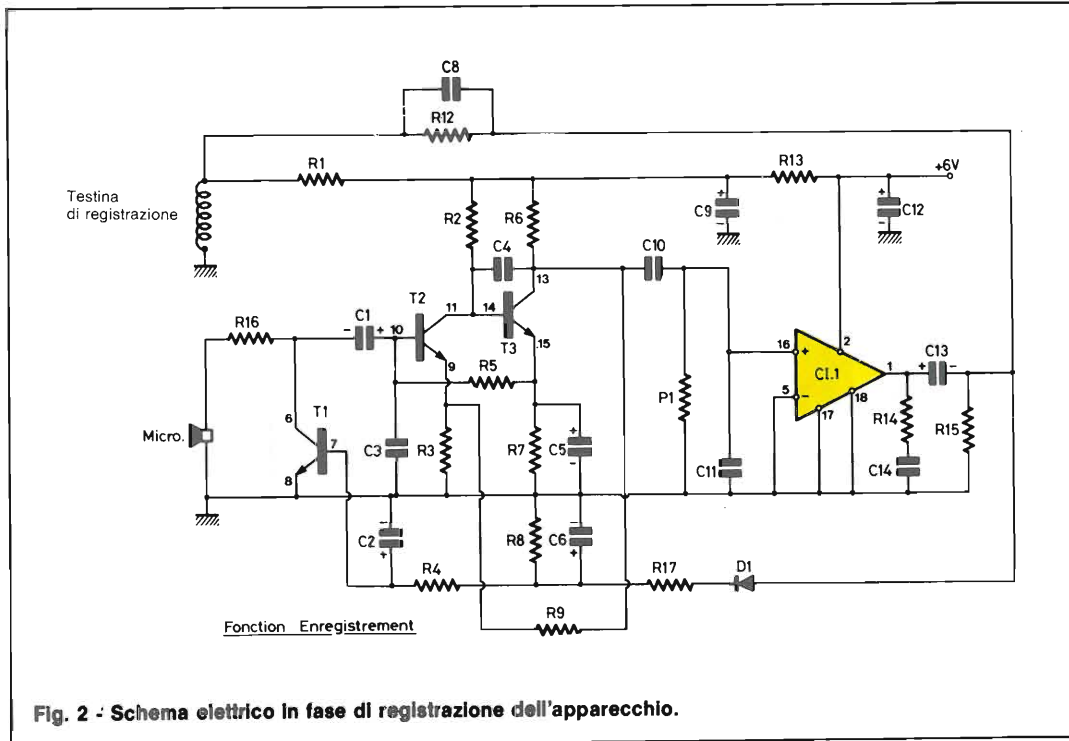 C8
R12
R1
R13
+6V
Testina
di registrazione
R2
R6
+
C9
-
+
C12
-
C4
C10
13
T2
11
14
C1
- +
10
T3
15
R16
9
R5
16
+
2
CI.1
1
C13
+ -
5
-
17
18
P1
R14
R15
6
T1
7
Micro.
C3
R3
R7
+
C5
-
C11
C14
8
-
C2
+
R8
-
C6
+
R4
R17
D1
R9
Fonction Enregistrement
Fig. 2 - Schema elettrico in fase di registrazione dell'apparecchio.